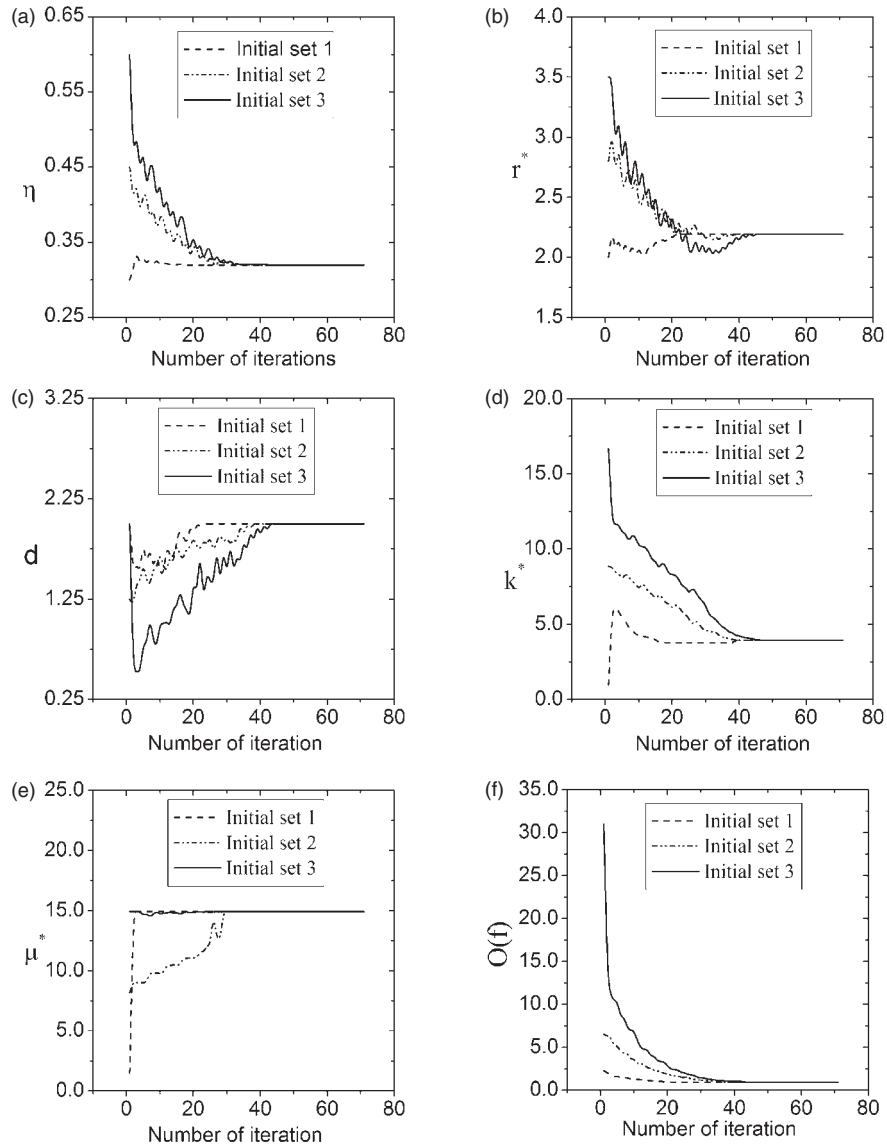 (a)
0.65
0.55
0.45
0.35
0.25
η
Initial set 1
Initial set 2
Initial set 3
0 20 40 60 80
Number of iterations
(b)
4.0
3.5
3.0
2.5
2.0
1.5
r*
Initial set 1
Initial set 2
Initial set 3
0 20 40 60 80
Number of iteration
(c)
3.25
2.25
1.25
0.25
d
Initial set 1
Initial set 2
Initial set 3
0 20 40 60 80
Number of iteration
(d)
20.0
15.0
10.0
5.0
0.0
k*
Initial set 1
Initial set 2
Initial set 3
0 20 40 60 80
Number of iteration
(e)
25.0
20.0
15.0
10.0
5.0
0.0
μ*
Initial set 1
Initial set 2
Initial set 3
0 20 40 60 80
Number of iteration
(f)
35.0
30.0
25.0
20.0
15.0
10.0
5.0
0.0
O(f)
Initial set 1
Initial set 2
Initial set 3
0 20 40 60 80
Number of iteration